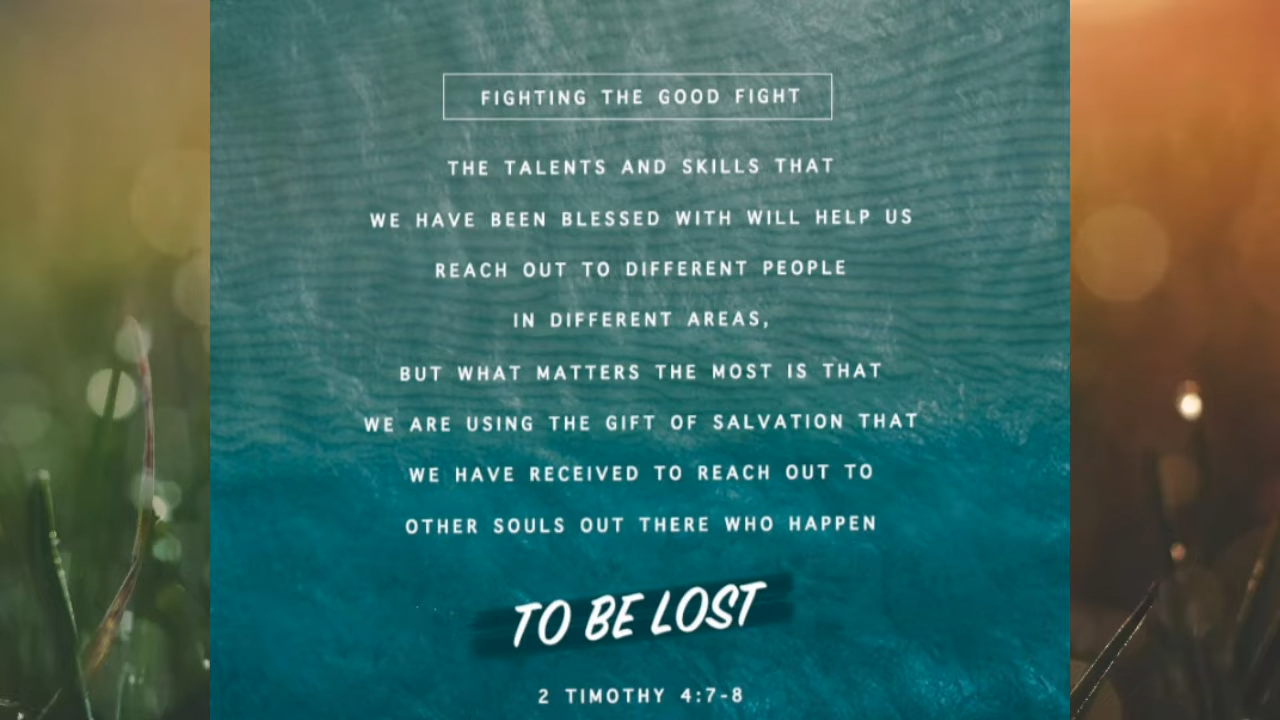 FIGHTING THE GOOD FIGHT
THE TALENTS AND SKILLS THAT
WE HAVE BEEN BLESSED WITH WILL HELP US
REACH OUT TO DIFFERENT PEOPLE
IN DIFFERENT AREAS,
BUT WHAT MATTERS THE MOST IS THAT
WE ARE USING THE GIFT OF SALVATION THAT
WE HAVE RECEIVED TO REACH OUT TO
OTHER SOULS OUT THERE WHO HAPPEN
TO BE LOST
2 TIMOTHY 4:7-8